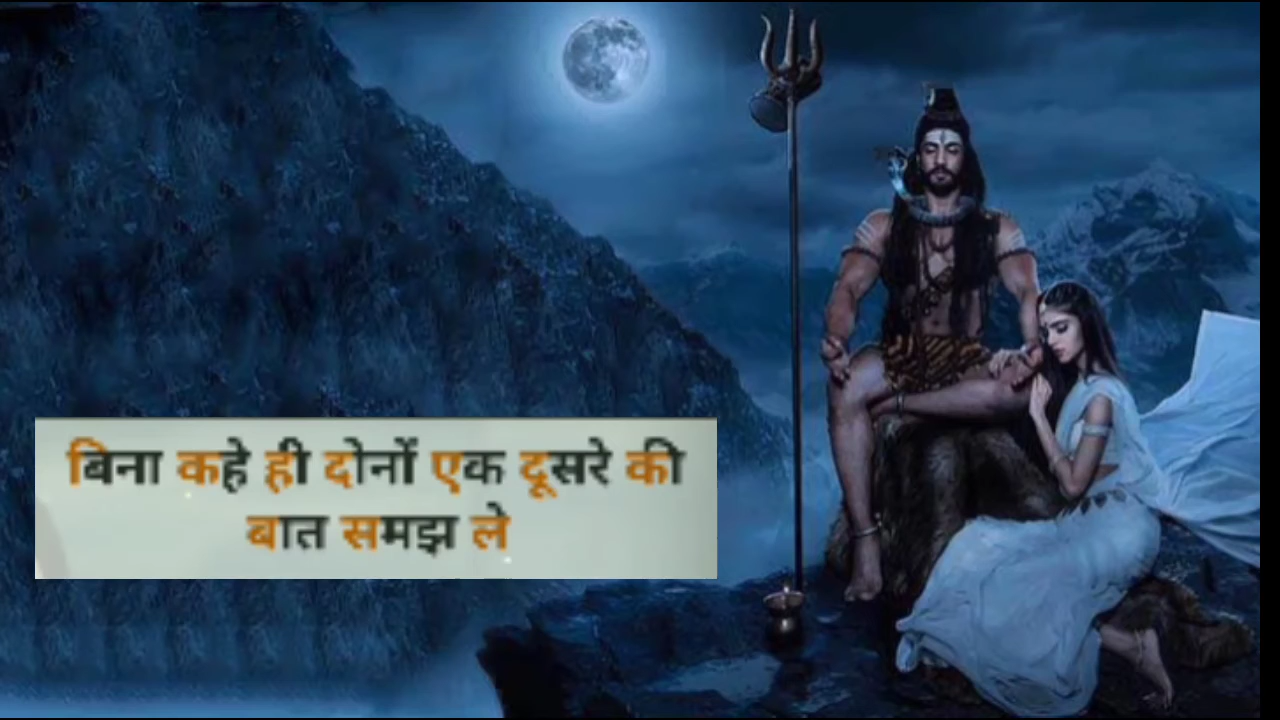 बिना कहे ही दोनों एक दूसरे की
बात समझ ले